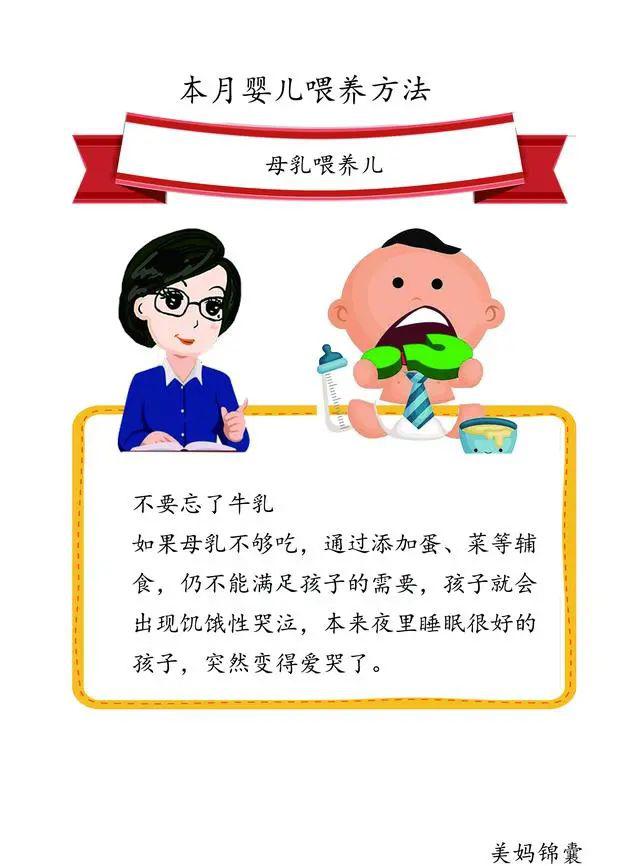 本月婴儿喂养方法
母乳喂养儿
不要忘了牛乳
如果母乳不够吃，通过添加蛋、菜等辅
食，仍不能满足孩子的需要，孩子就会
出现饥饿性哭泣，本来夜里睡眠很好的
孩子，突然变得爱哭了。
美妈锦囊